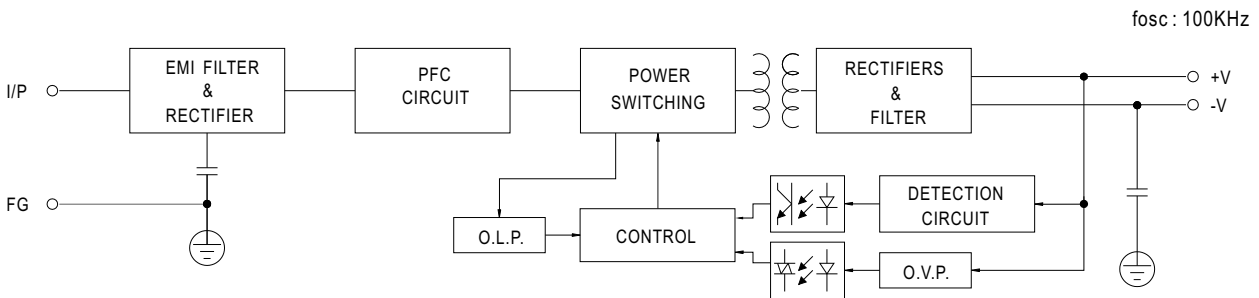 fosc : 100KHz
I/P
EMI FILTER
&
RECTIFIER
PFC
CIRCUIT
POWER
SWITCHING
RECTIFIERS
&
FILTER
+V
-V
FG
O.L.P.
CONTROL
DETECTION
CIRCUIT
O.V.P.